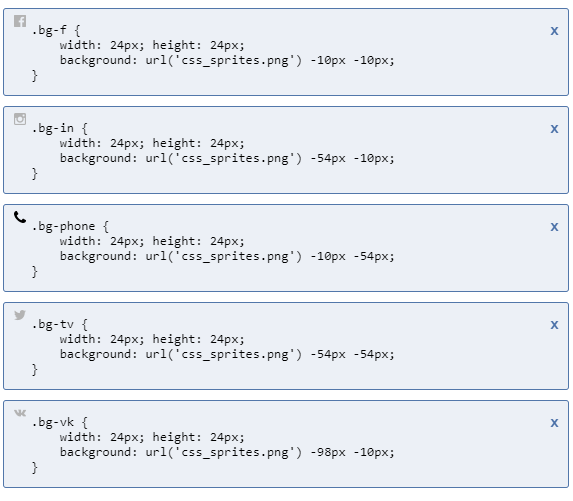 .bg-f {
x
    width: 24px; height: 24px;
    background: url('css_sprites.png') -10px -10px;
}
.bg-in {
x
    width: 24px; height: 24px;
    background: url('css_sprites.png') -54px -10px;
}
.bg-phone {
x
    width: 24px; height: 24px;
    background: url('css_sprites.png') -10px -54px;
}
.bg-tv {
x
    width: 24px; height: 24px;
    background: url('css_sprites.png') -54px -54px;
}
.bg-vk {
x
    width: 24px; height: 24px;
    background: url('css_sprites.png') -98px -10px;
}